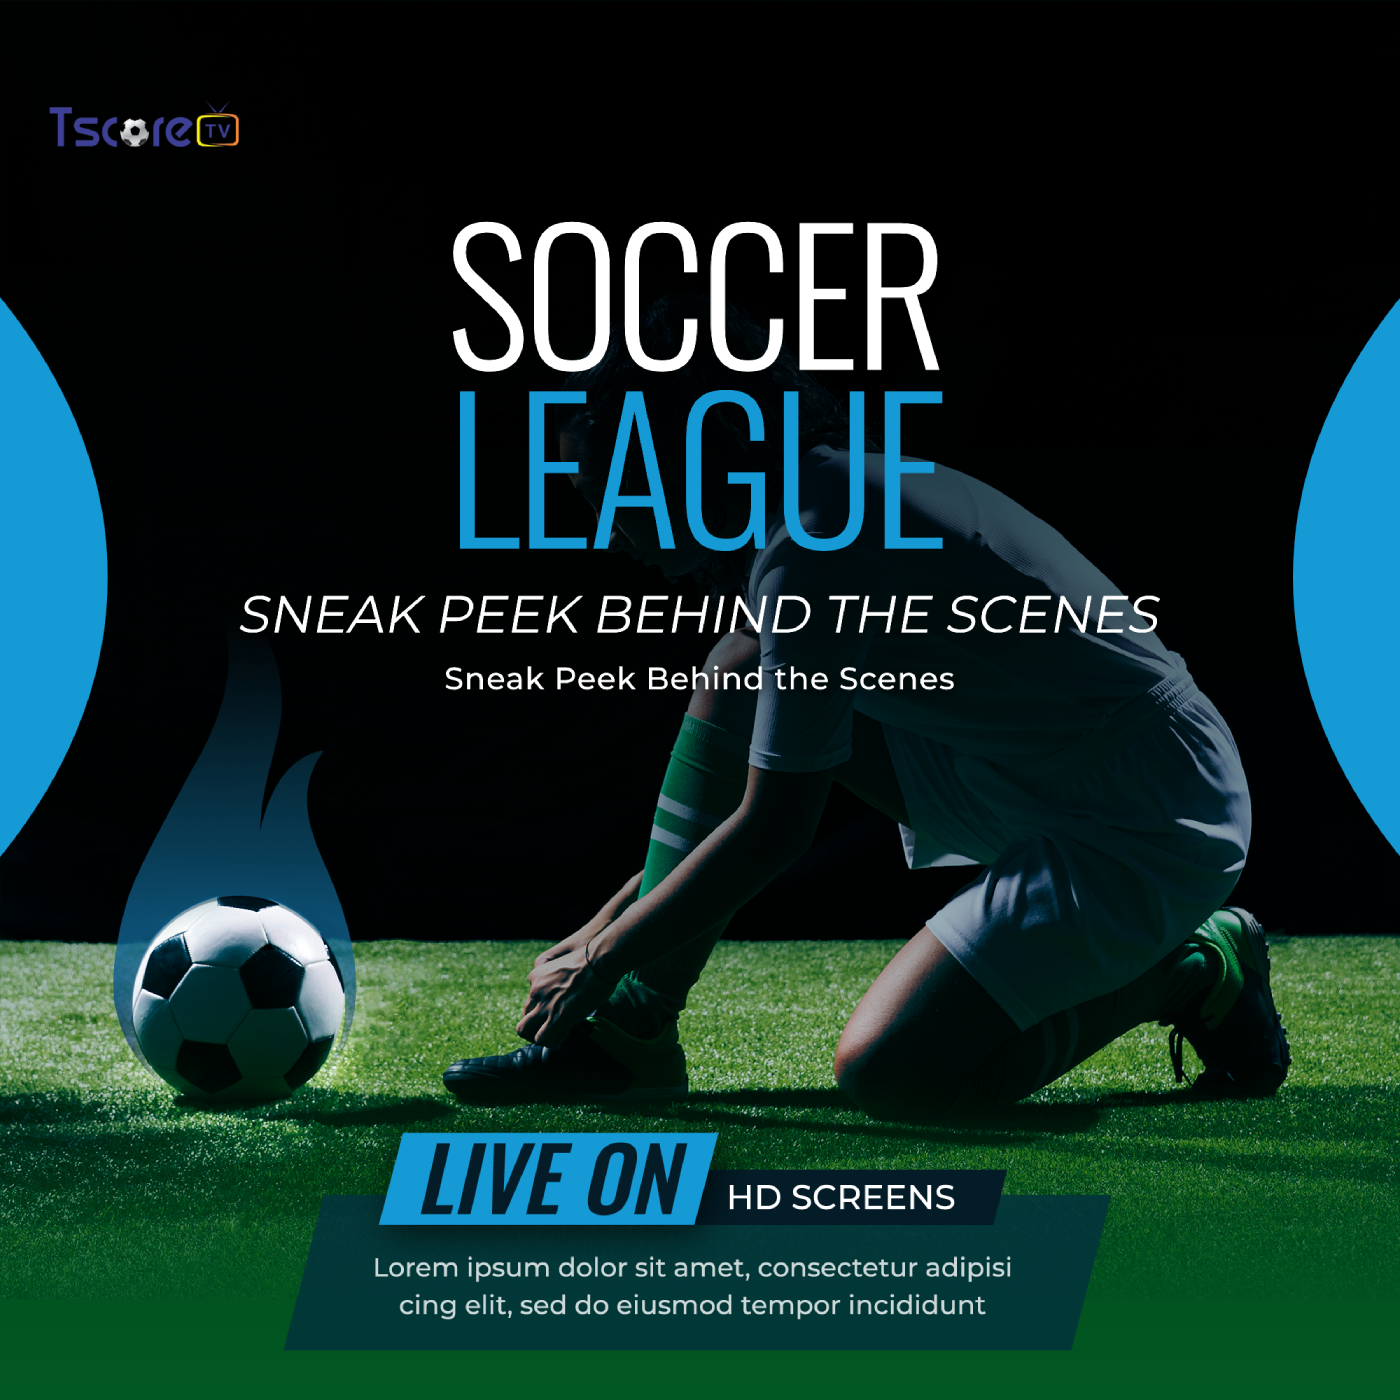 Tscore TV
SOCCER
LEAGUE
SNEAK PEEK BEHIND THE SCENES
Sneak Peek Behind the Scenes
LIVE ON
HD SCREENS
Lorem ipsum dolor sit amet, consectetur adipisi
cing elit, sed do eiusmod tempor incididunt